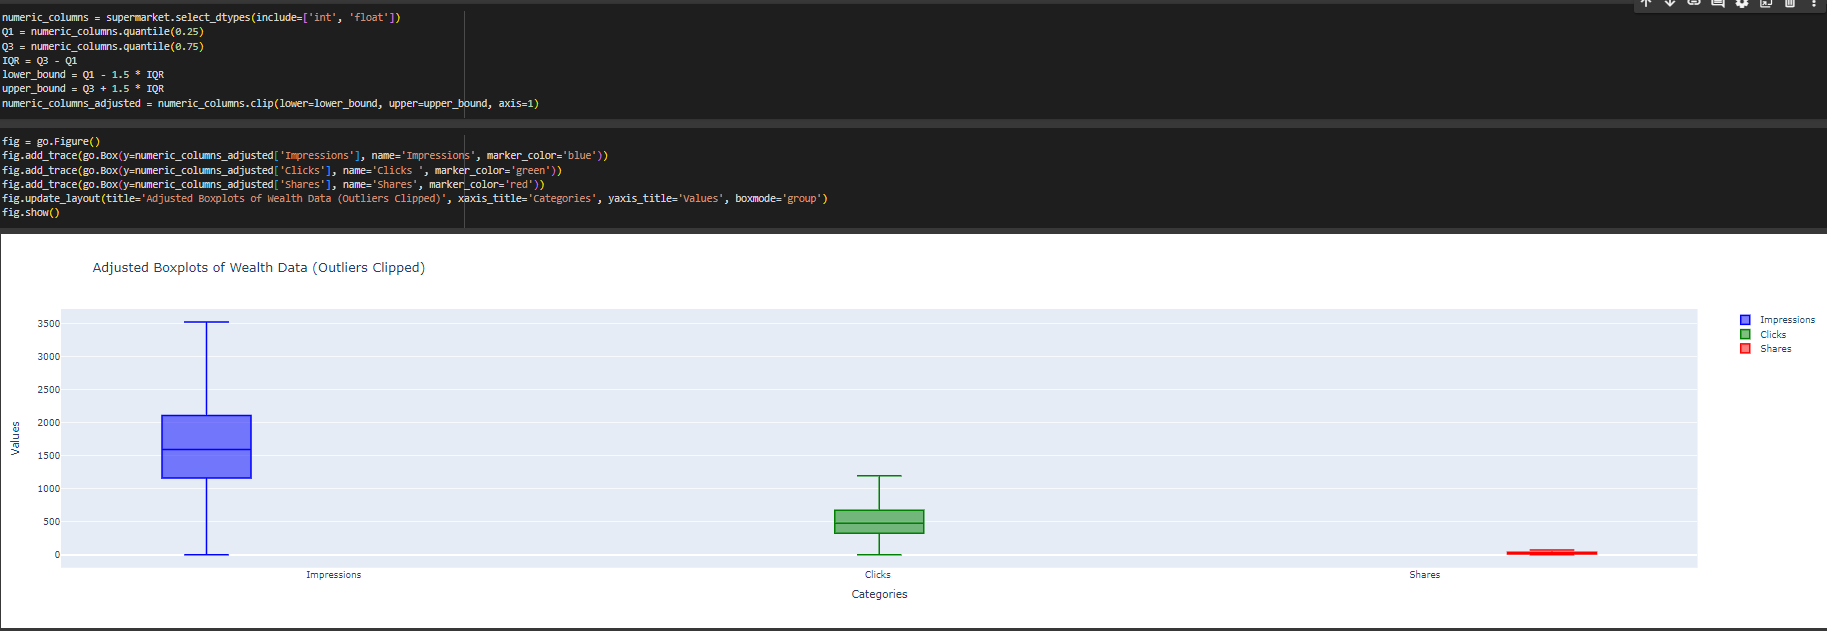 numeric_columns = supermarket.select_dtypes(include=['int', 'float'])
Q1 = numeric_columns.quantile(0.25)
Q3 = numeric_columns.quantile(0.75)
IQR = Q3 - Q1
lower_bound = Q1 - 1.5 * IQR
upper_bound = Q3 + 1.5 * IQR
numeric_columns_adjusted = numeric_columns.clip(lower=lower_bound, upper=upper_bound, axis=1)
fig = go.Figure()
fig.add_trace(go.Box(y=numeric_columns_adjusted['Impressions'], name='Impressions', marker_color='blue'))
fig.add_trace(go.Box(y=numeric_columns_adjusted['Clicks'], name='Clicks ', marker_color='green'))
fig.add_trace(go.Box(y=numeric_columns_adjusted['Shares'], name='Shares', marker_color='red'))
fig.update_layout(title='Adjusted Boxplots of Wealth Data (Outliers Clipped)', xaxis_title='Categories', yaxis_title='Values', boxmode='group')
fig.show()
Adjusted Boxplots of Wealth Data (Outliers Clipped)
3500
3000
2500
2000
1500
1000
500
0
Values
Impressions
Clicks
Shares
Categories
Impressions
Clicks
Shares